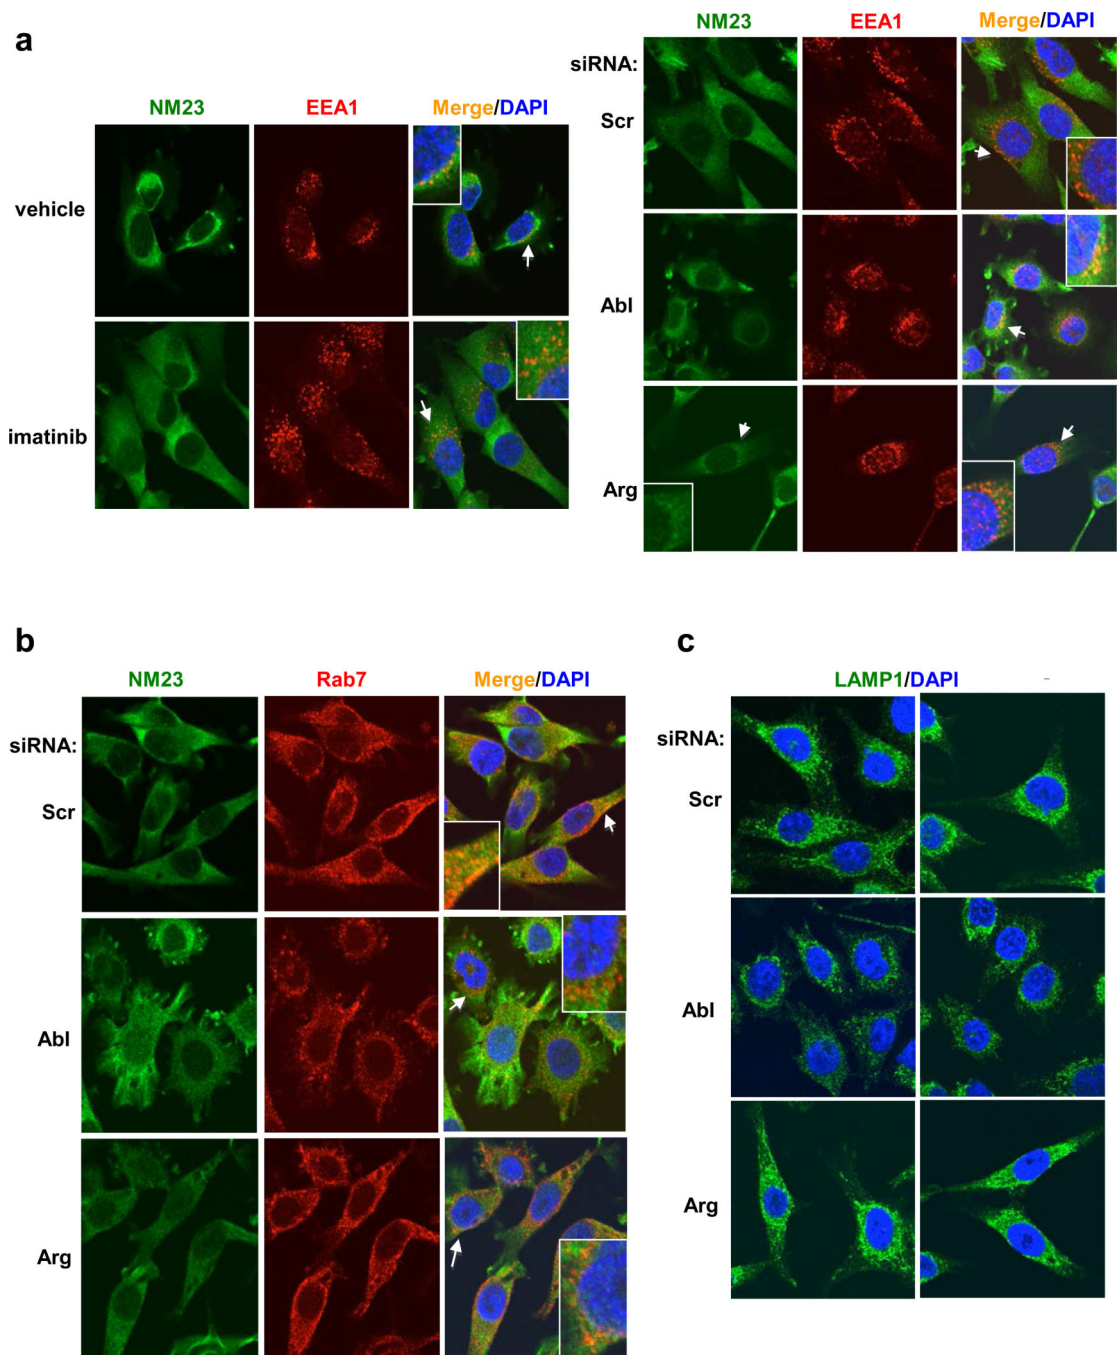 a
NM23 EEA1 Merge/DAPI
vehicle
imatinib
NM23 EEA1 Merge/DAPI
siRNA:
Scr
Abl
Arg
b
NM23 Rab7 Merge/DAPI
siRNA:
Scr
Abl
Arg
c
LAMP1/DAPI
siRNA:
Scr
Abl
Arg